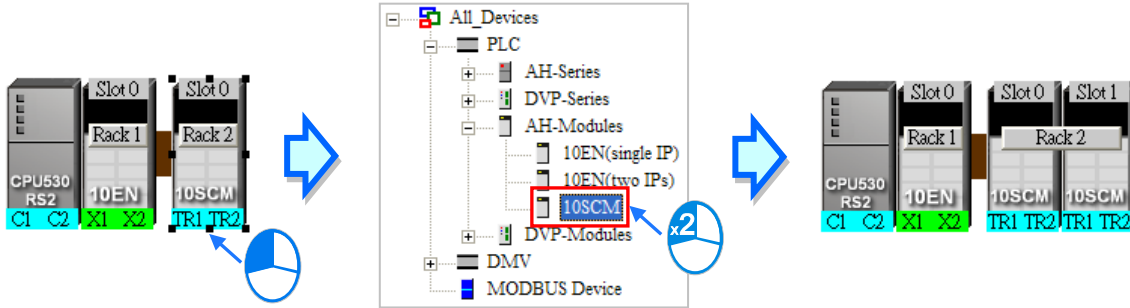 Slot 0 Slot 0
Rack 1 Rack 2
CPU530
RS2
10EN 10SCM
C1 C2 X1 X2 TR1 TR2
All_Devices
PLC
AH-Series
DVP-Series
AH-Modules
10EN(single IP)
10EN(two IPs)
10SCM
x2
DVP-Modules
DMV
MODBUS Device
Slot 0 Slot 0 Slot 1
Rack 1 Rack 2
CPU530
RS2
10EN 10SCM 10SCM
C1 C2 X1 X2 TR1 TR2 TR1 TR2